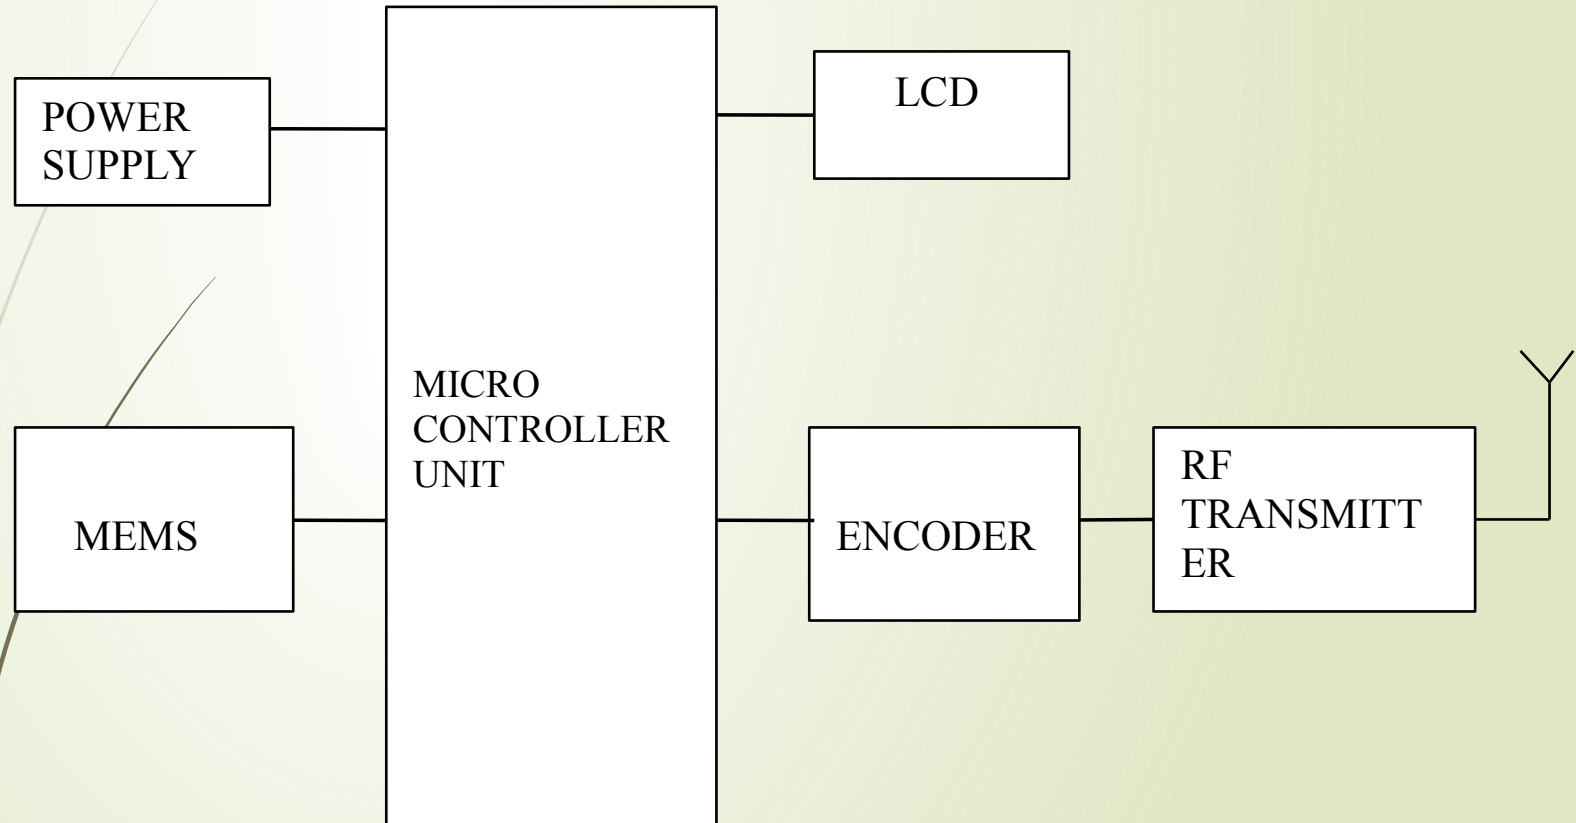 POWER
SUPPLY
LCD
MICRO
CONTROLLER
UNIT
MEMS
ENCODER
RF
TRANSMITT
ER